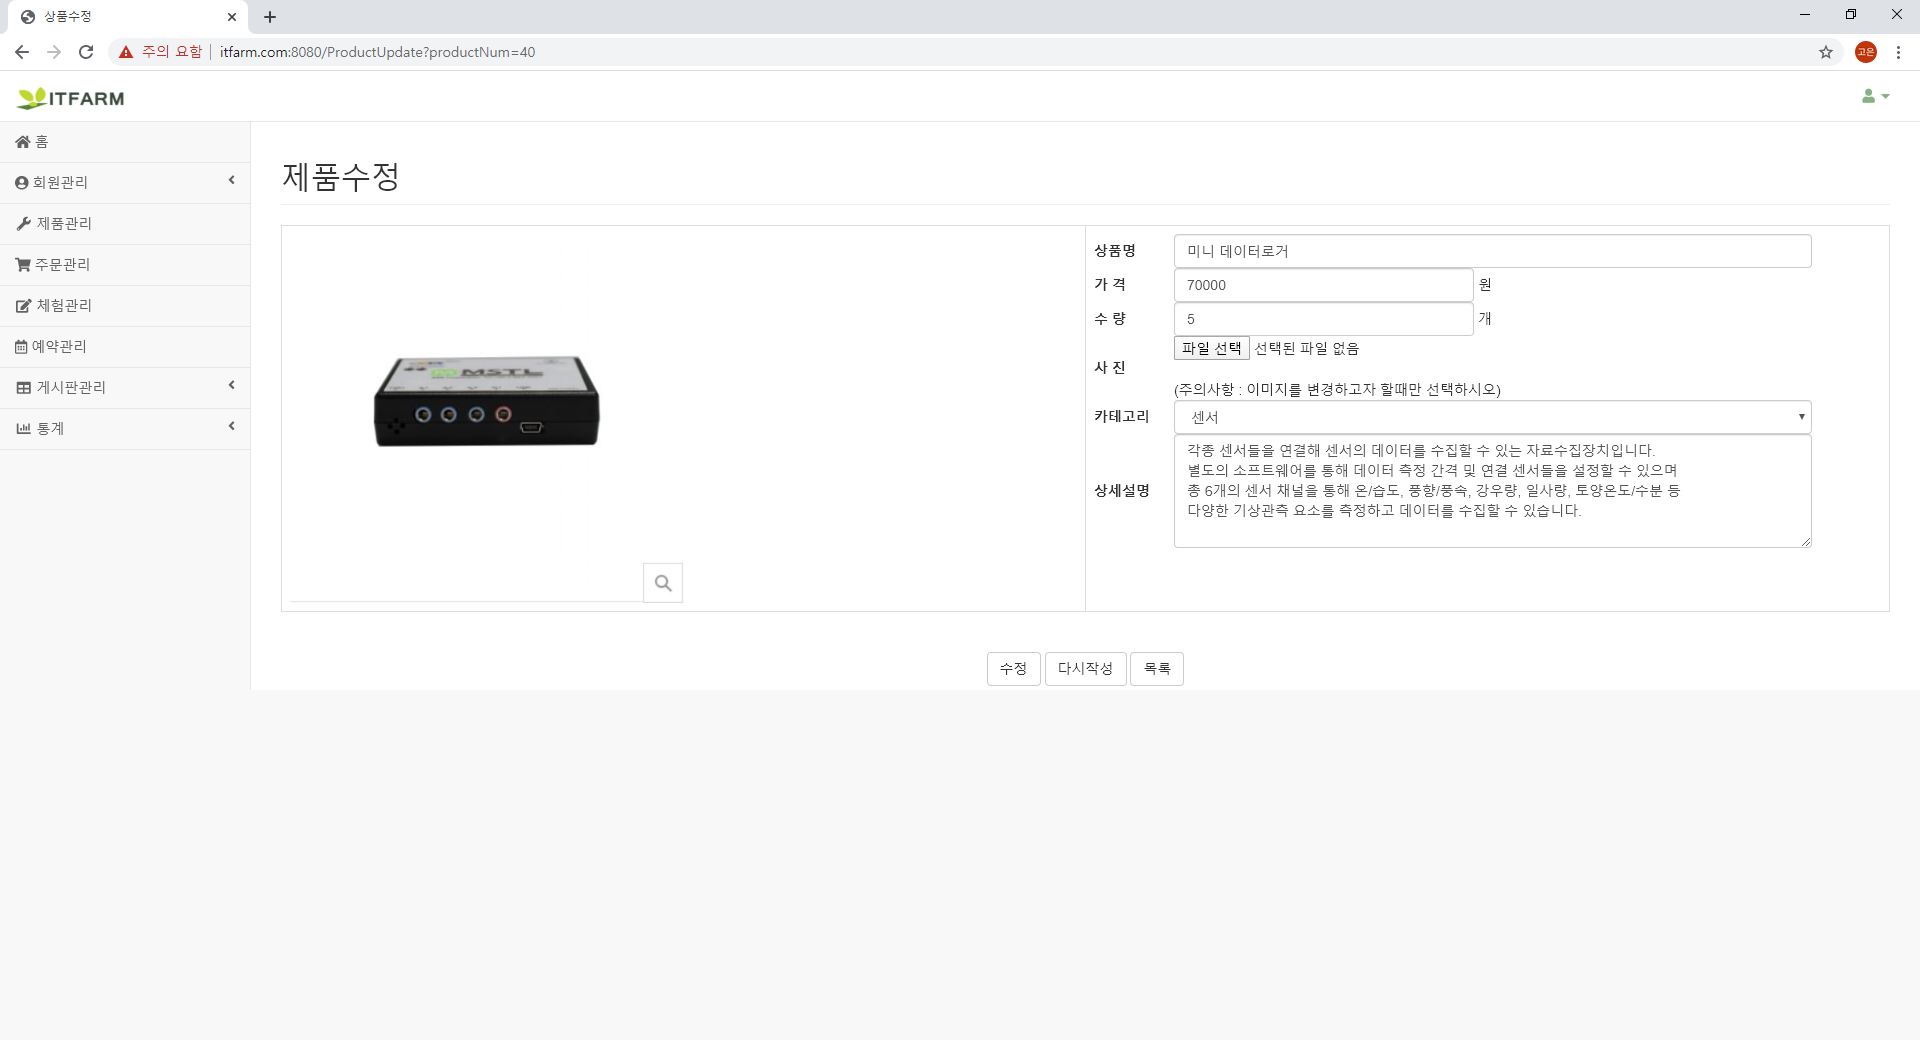 상품수정
주의 요함
itfarm.com:8080/ProductUpdate?productNum=40
고은
ITFARM
홈
회원관리
제품관리
주문관리
체험관리
예약관리
게시판관리
통계
제품수정
MSTL
상품명
미니 데이터로거
가 격
70000
원
수 량
5
개
사 진
파일 선택 선택된 파일 없음
(주의사항 : 이미지를 변경하고자 할때만 선택하시오)
카테고리
센서
상세설명
각종 센서들을 연결해 센서의 데이터를 수집할 수 있는 자료수집장치입니다.
별도의 소프트웨어를 통해 데이터 측정 간격 및 연결 센서들을 설정할 수 있으며
총 6개의 센서 채널을 통해 온/습도, 풍향/풍속, 강우량, 일사량, 토양온도/수분 등
다양한 기상관측 요소를 측정하고 데이터를 수집할 수 있습니다.
수정
다시작성
목록